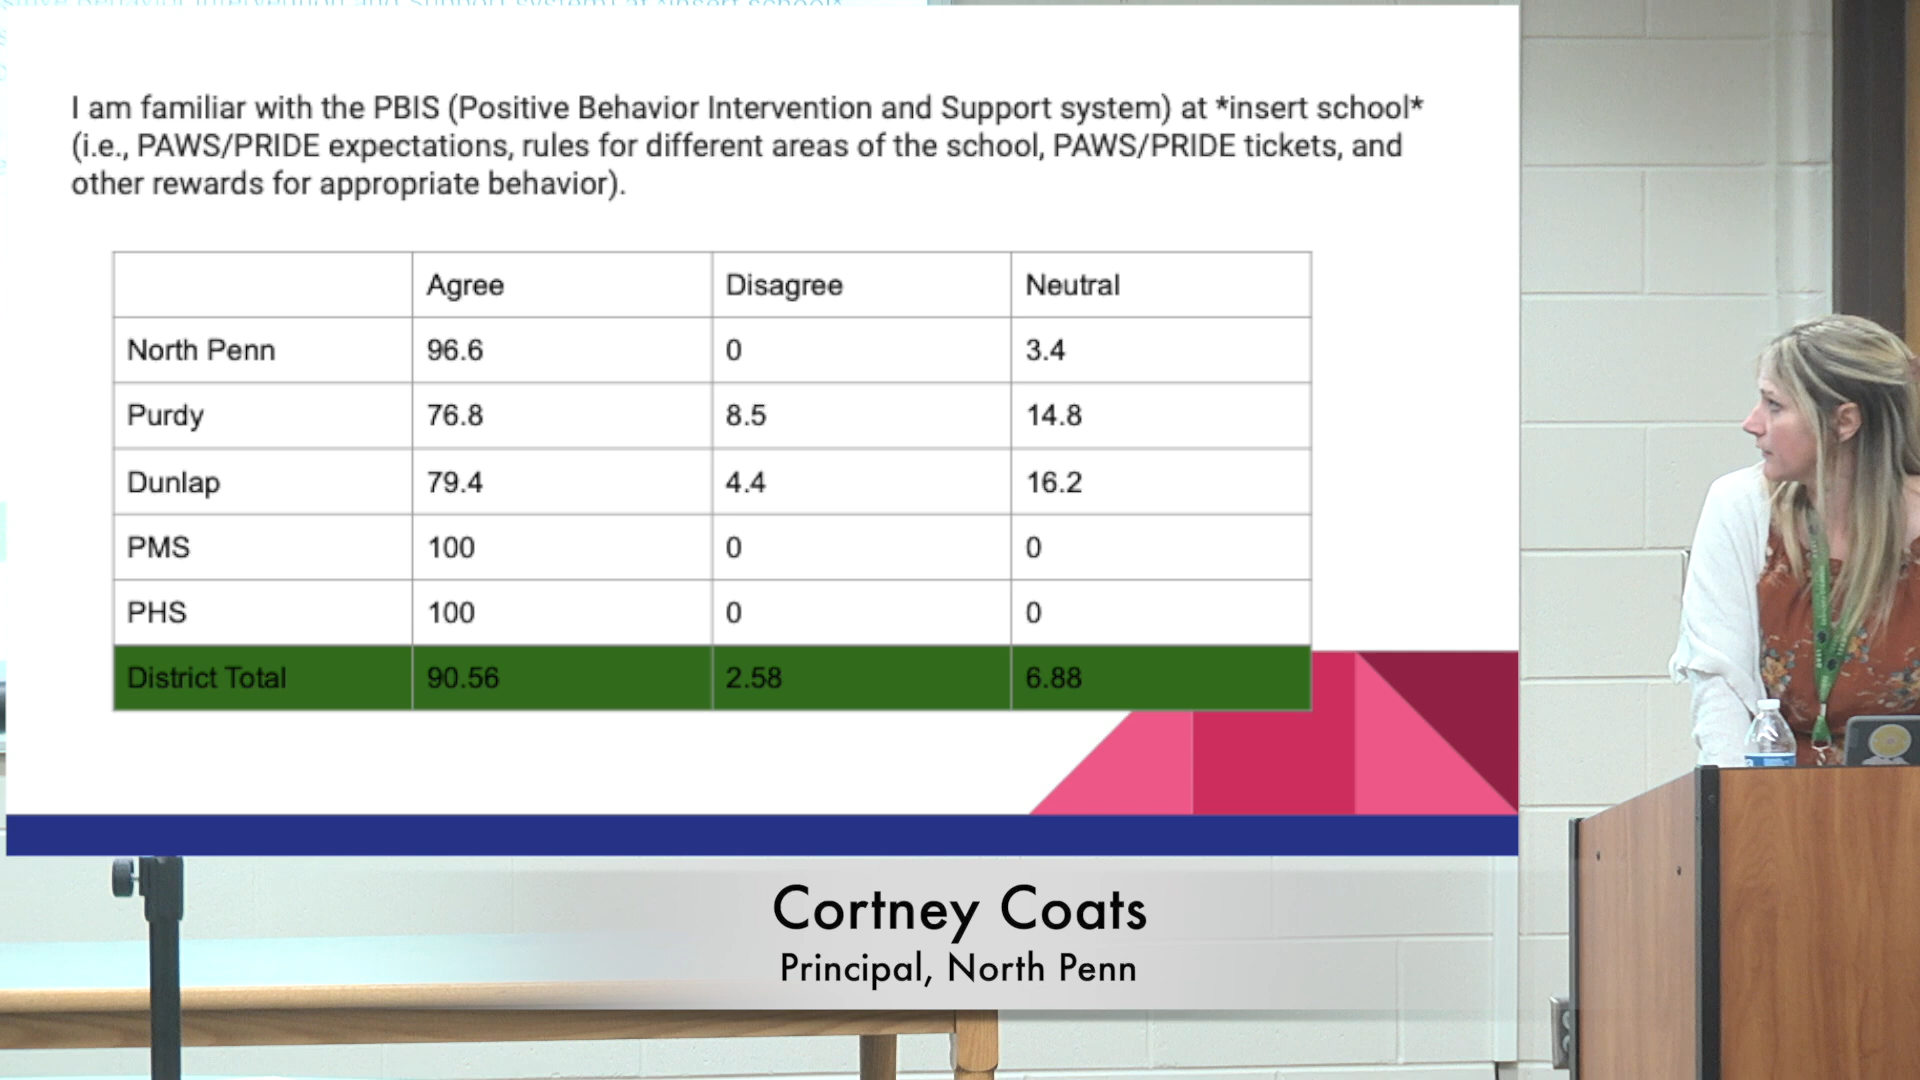 I am familiar with the PBIS (Positive Behavior Intervention and Support system) at *insert school*
(i.e., PAWS/PRIDE expectations, rules for different areas of the school, PAWS/PRIDE tickets, and
other rewards for appropriate behavior).
Agree Disagree Neutral
North Penn 96.6 0 3.4
Purdy 76.8 8.5 14.8
Dunlap 79.4 4.4 16.2
PMS 100 0 0
PHS 100 0 0
District Total 90.56 2.58 6.88
Cortney Coats
Principal, North Penn